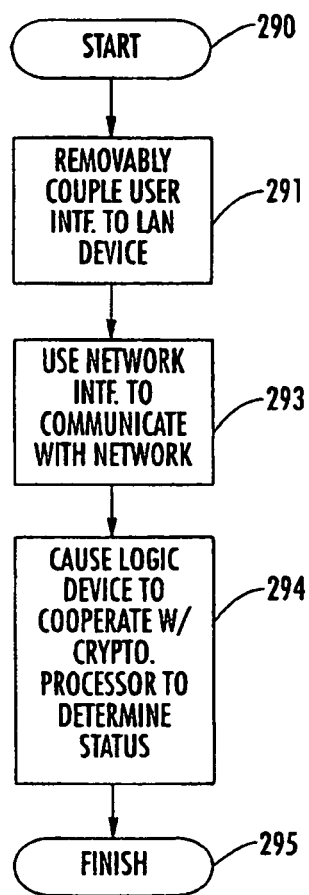 START
290
REMOVABLY
COUPLE USER
INTF. TO LAN
DEVICE
291
USE NETWORK
INTF. TO
COMMUNICATE
WITH NETWORK
293
CAUSE LOGIC
DEVICE TO
COOPERATE W/
CRYPTO.
PROCESSOR TO
DETERMINE
STATUS
294
FINISH
295